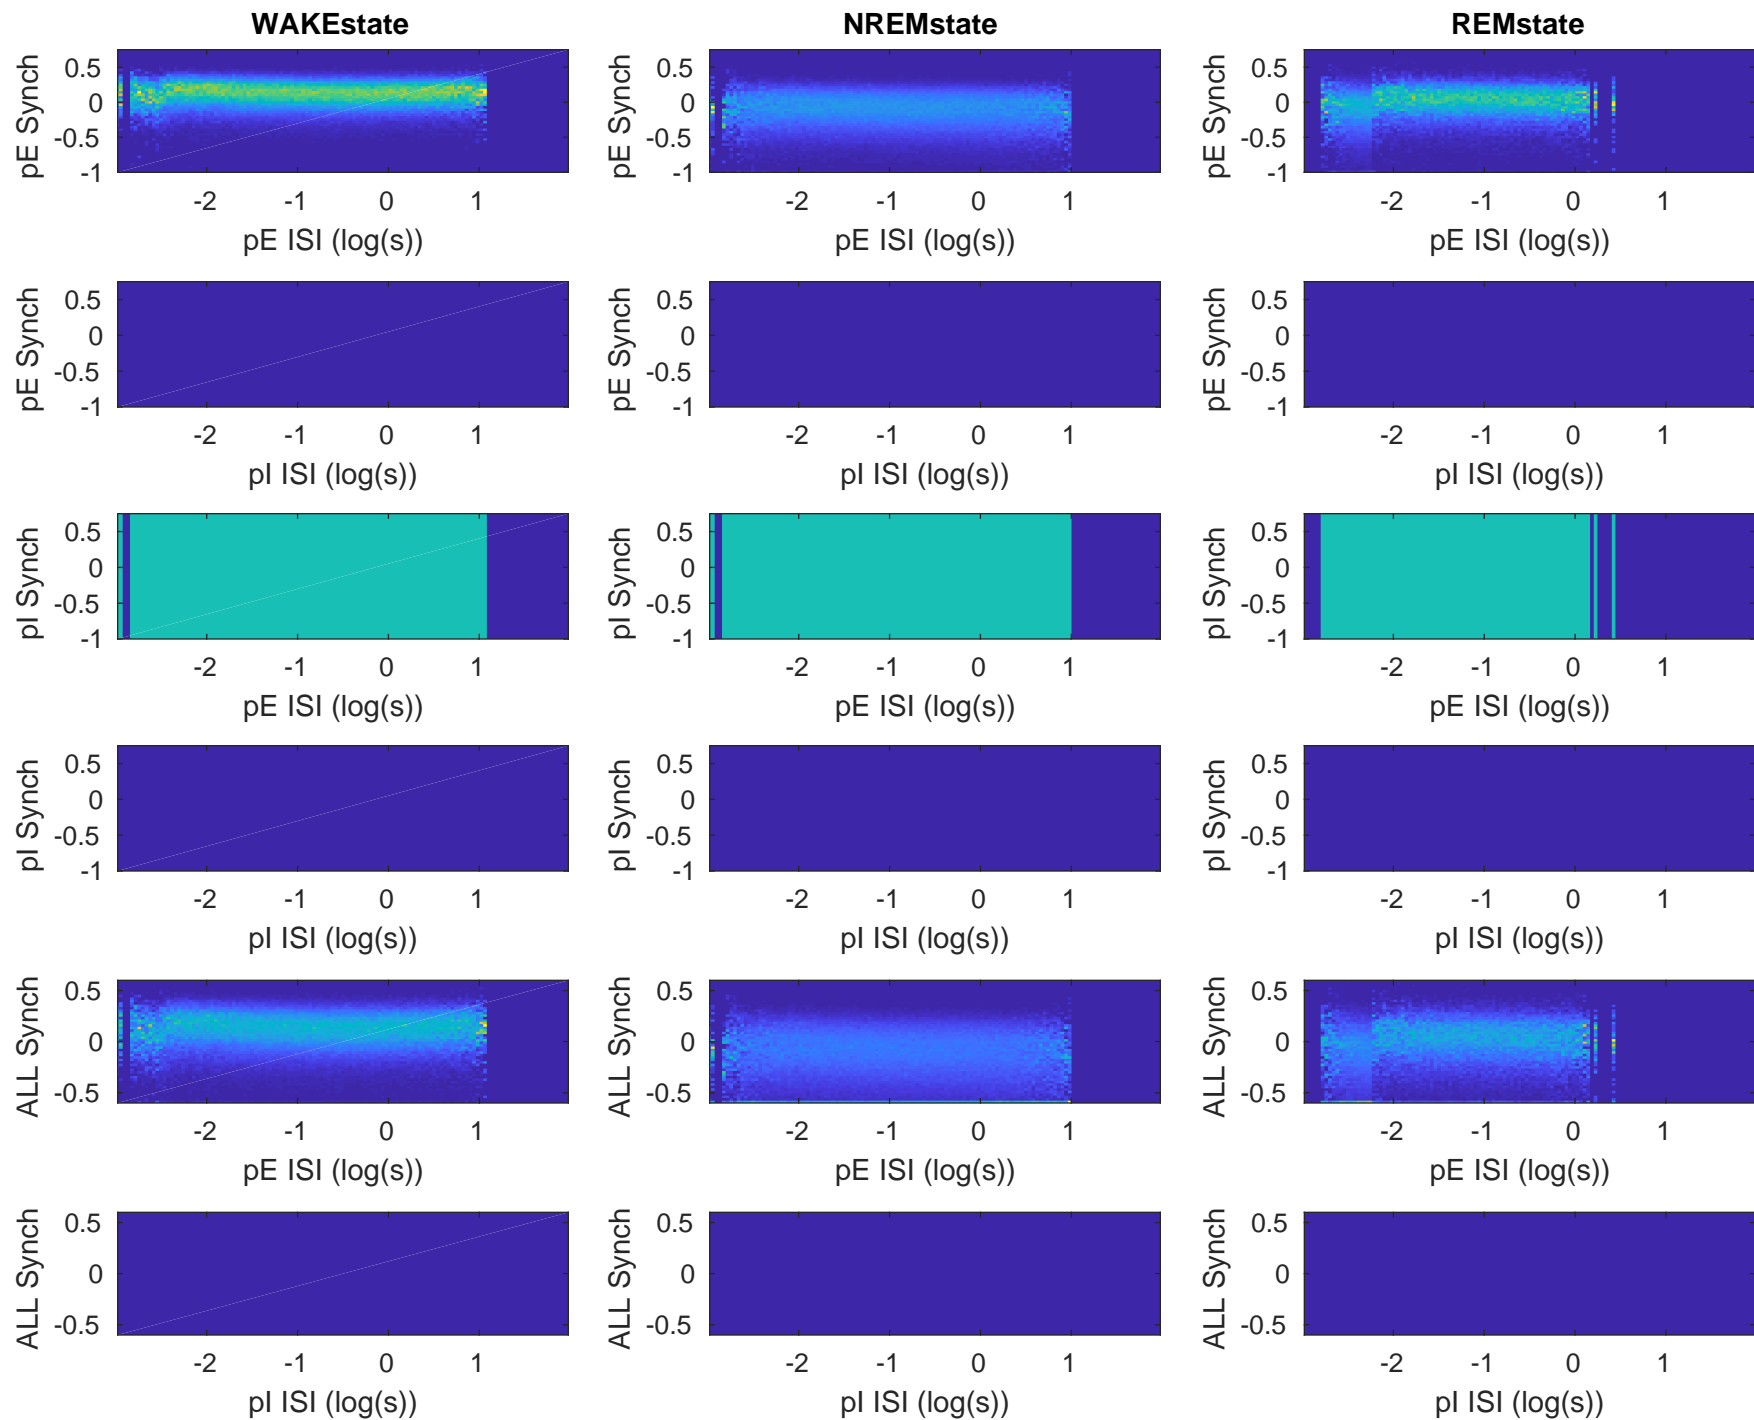 WAKEstate NREMstate REMstate
0.5 0.5 0.5
0 0 0
-0.5 -0.5 -0.5
-1 -1 -1
pE Synch pE Synch pE Synch
-2 -1 0 1 -2 -1 0 1 -2 -1 0 1
pE ISI (log(s)) pE ISI (log(s)) pE ISI (log(s))
0.5 0.5 0.5
0 0 0
-0.5 -0.5 -0.5
-1 -1 -1
pE Synch pE Synch pE Synch
-2 -1 0 1 -2 -1 0 1 -2 -1 0 1
pI ISI (log(s)) pI ISI (log(s)) pI ISI (log(s))
0.5 0.5 0.5
0 0 0
-0.5 -0.5 -0.5
-1 -1 -1
pI Synch pI Synch pI Synch
-2 -1 0 1 -2 -1 0 1 -2 -1 0 1
pE ISI (log(s)) pE ISI (log(s)) pE ISI (log(s))
0.5 0.5 0.5
0 0 0
-0.5 -0.5 -0.5
-1 -1 -1
pI Synch pI Synch pI Synch
-2 -1 0 1 -2 -1 0 1 -2 -1 0 1
pI ISI (log(s)) pI ISI (log(s)) pI ISI (log(s))
0.5 0.5 0.5
0 0 0
-0.5 -0.5 -0.5
ALL Synch ALL Synch ALL Synch
-2 -1 0 1 -2 -1 0 1 -2 -1 0 1
pE ISI (log(s)) pE ISI (log(s)) pE ISI (log(s))
0.5 0.5 0.5
0 0 0
-0.5 -0.5 -0.5
ALL Synch ALL Synch ALL Synch
-2 -1 0 1 -2 -1 0 1 -2 -1 0 1
pI ISI (log(s)) pI ISI (log(s)) pI ISI (log(s))